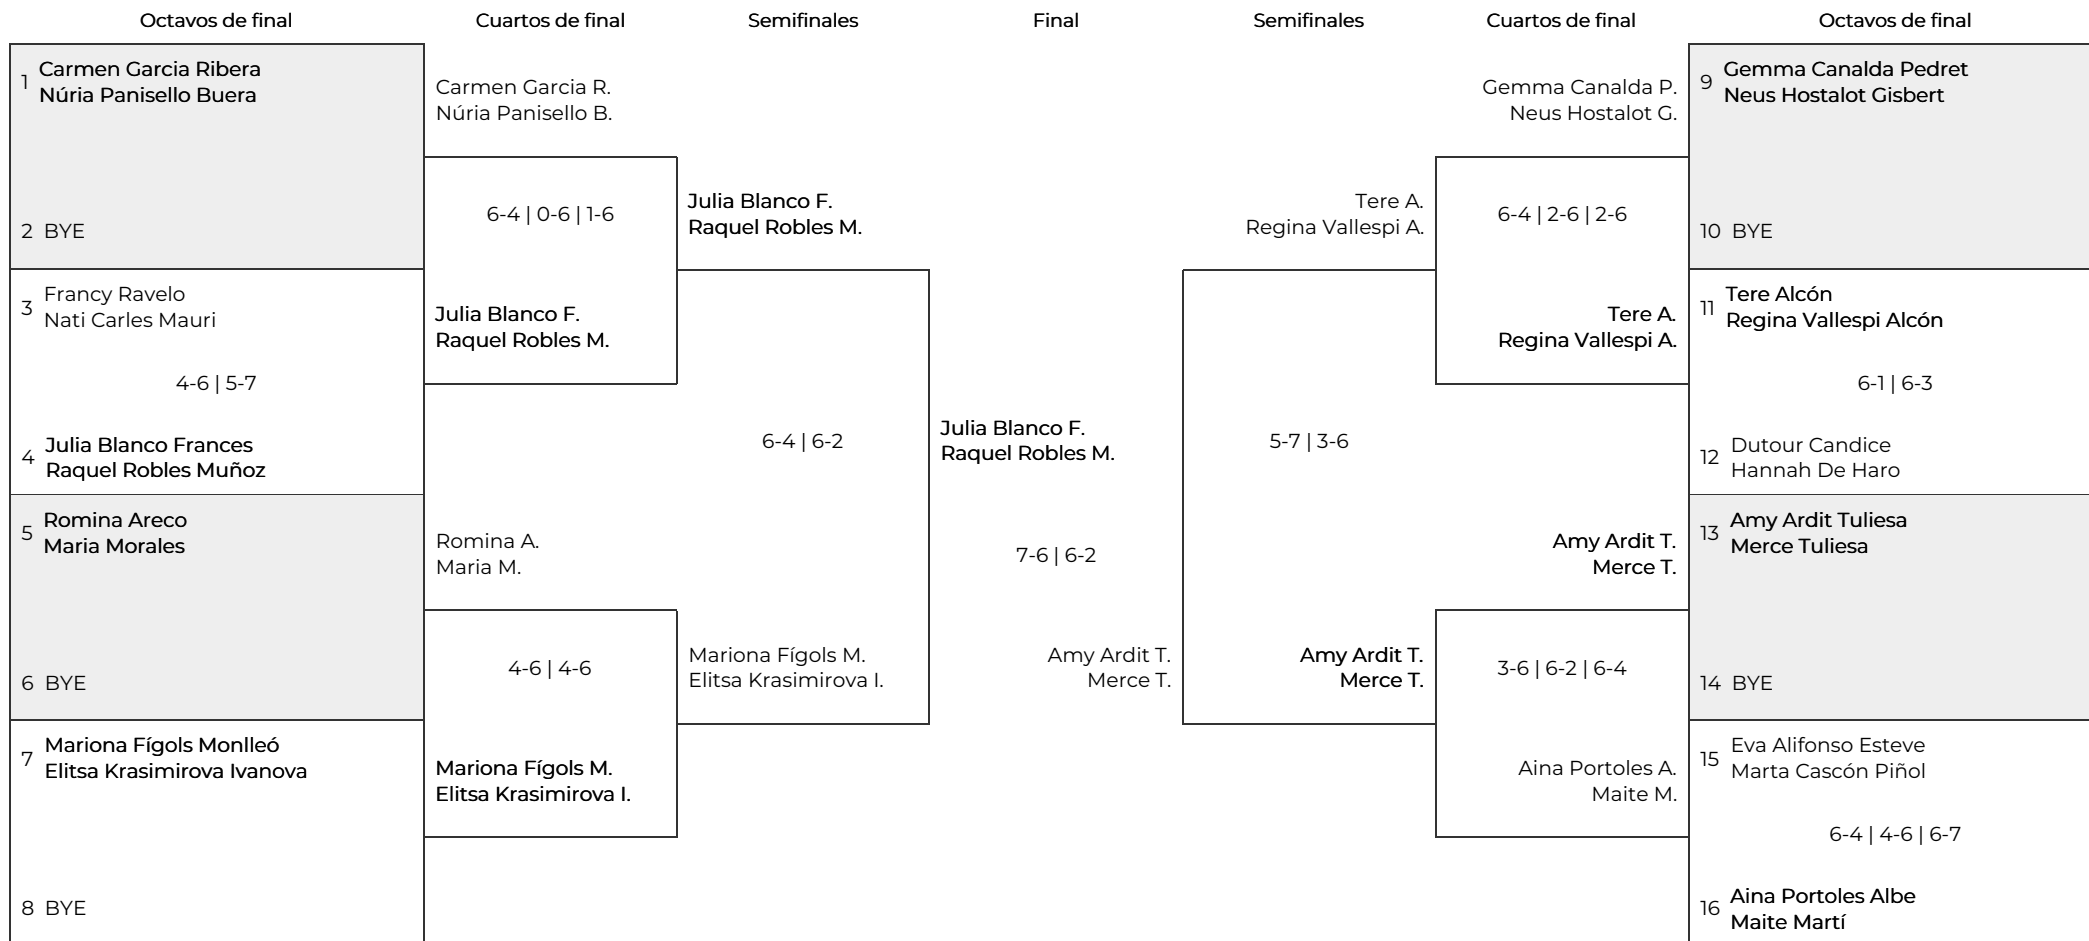 Octavos de final
Cuartos de final
Semifinales
Final
Semifinales
Cuartos de final
Octavos de final
1 Carmen Garcia Ribera
Núria Panisello Buera
2 BYE
3 Francy Ravelo
Nati Carles Mauri
4-6 | 5-7
4 Julia Blanco Frances
Raquel Robles Muñoz
5 Romina Areco
Maria Morales
6 BYE
7 Mariona Fígols Monlleó
Elitsa Krasimirova Ivanova
8 BYE
Carmen Garcia R.
Núria Panisello B.
6-4 | 0-6 | 1-6
Julia Blanco F.
Raquel Robles M.
Romina A.
Maria M.
4-6 | 4-6
Mariona Fígols M.
Elitsa Krasimirova I.
Julia Blanco F.
Raquel Robles M.
6-4 | 6-2
Mariona Fígols M.
Elitsa Krasimirova I.
Julia Blanco F.
Raquel Robles M.
7-6 | 6-2
Amy Ardit T.
Merce T.
Tere A.
Regina Vallespi A.
5-7 | 3-6
Amy Ardit T.
Merce T.
Gemma Canalda P.
Neus Hostalot G.
6-4 | 2-6 | 2-6
Tere A.
Regina Vallespi A.
Amy Ardit T.
Merce T.
3-6 | 6-2 | 6-4
Aina Portoles A.
Maite M.
9 Gemma Canalda Pedret
Neus Hostalot Gisbert
10 BYE
11 Tere Alcón
Regina Vallespi Alcón
6-1 | 6-3
12 Dutour Candice
Hannah De Haro
13 Amy Ardit Tuliesa
Merce Tuliesa
14 BYE
15 Eva Alifonso Esteve
Marta Cascón Piñol
6-4 | 4-6 | 6-7
16 Aina Portoles Albe
Maite Martí